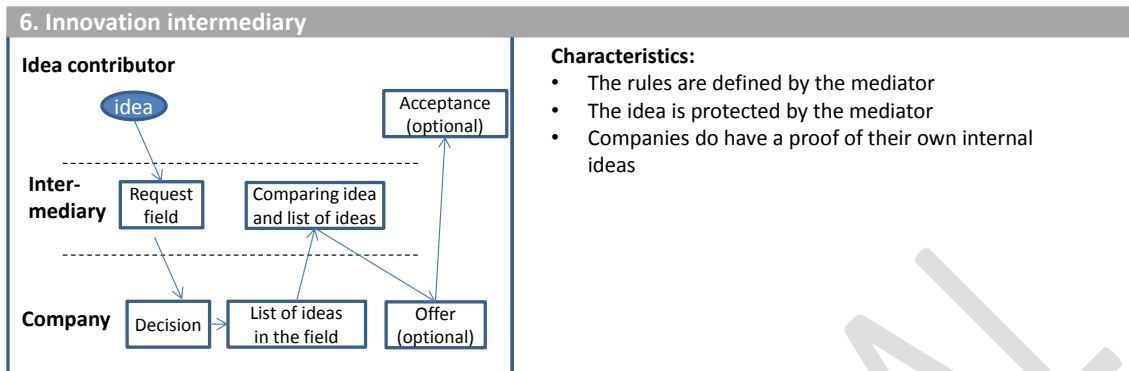 6. Innovation intermediary
Idea contributor
idea
Acceptance
(optional)
Inter-
mediary
Request
field
Comparing idea
and list of ideas
Company
Decision
List of ideas
in the field
Offer
(optional)
Characteristics:
• The rules are defined by the mediator
• The idea is protected by the mediator
• Companies do have a proof of their own internal
ideas